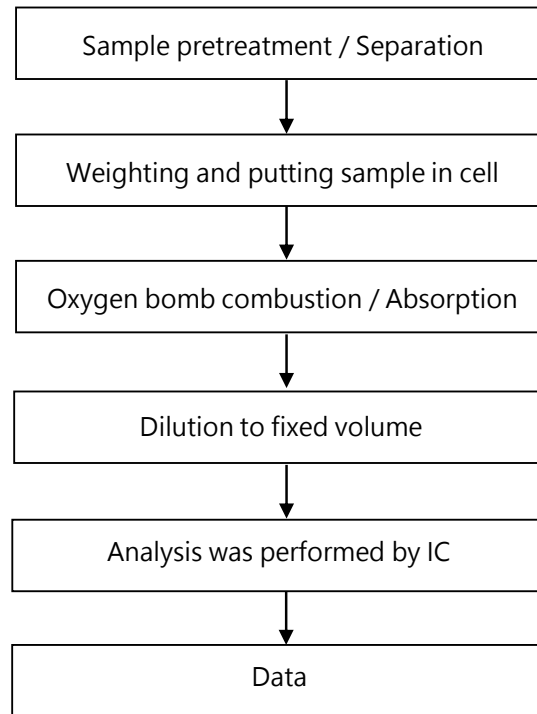 Sample pretreatment / Separation
Weighting and putting sample in cell
Oxygen bomb combustion / Absorption
Dilution to fixed volume
Analysis was performed by IC
Data